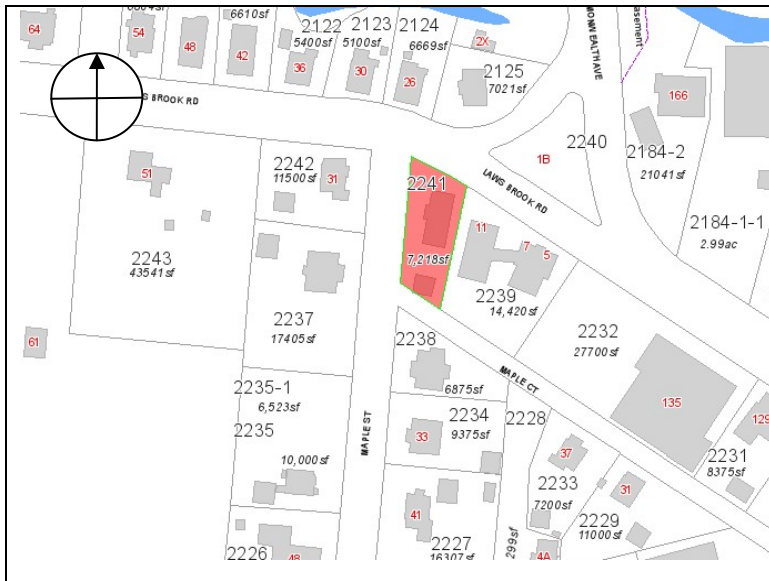 64
54
48
6610sf
42
2122
5400sf
36
2123
5100sf
30
2124
6669sf
26
2X
2125
7021sf
166
2184-2
21041sf
2184-1-1
2.99ac
BROOK RD
51
2242
11500sf
31
2241
7,218sf
1B
2240
LAWS BROOK RD
2243
43541sf
11
7
5
2239
14,420sf
2237
17405sf
2232
27700sf
61
2238
6875sf
MAPLE CT
2235-1
6,523sf
2235
10,000sf
MAPLE ST
33
2234
9375sf
2228
135
129
2231
8375sf
37
2233
7200sf
31
2229
11000sf
41
2227
16307sf
299sf
4A
2226
48